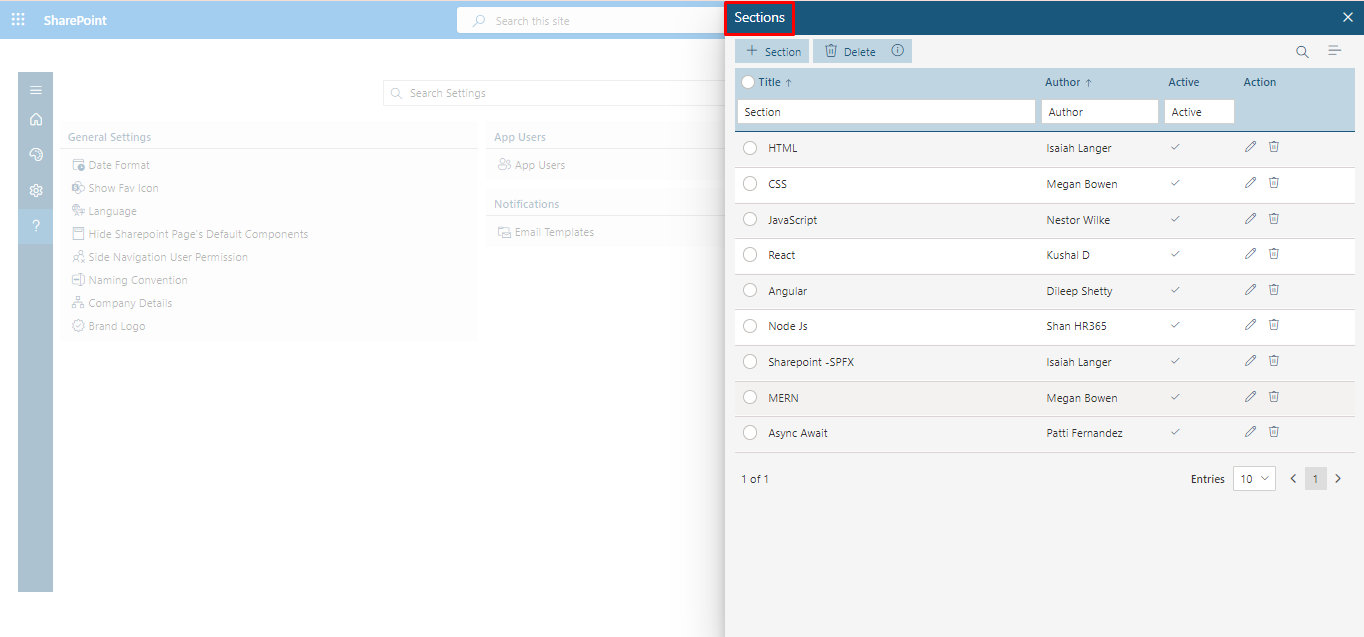 SharePoint
Search this site
Search Settings
General Settings
Date Format
Show Fav Icon
Language
Hide Sharepoint Page's Default Components
Side Navigation User Permission
Naming Convention
Company Details
Brand Logo
App Users
App Users
Notifications
Email Templates
Sections
+ Section Delete
Title ↑ Author ↑ Active Action
Section Author Active
HTML Isaiah Langer
CSS Megan Bowen
JavaScript Nestor Wilke
React Kushal D
Angular Dileep Shetty
Node Js Shan HR365
Sharepoint -SPFX Isaiah Langer
MERN Megan Bowen
Async Await Patti Fernandez
1 of 1 Entries 10 1